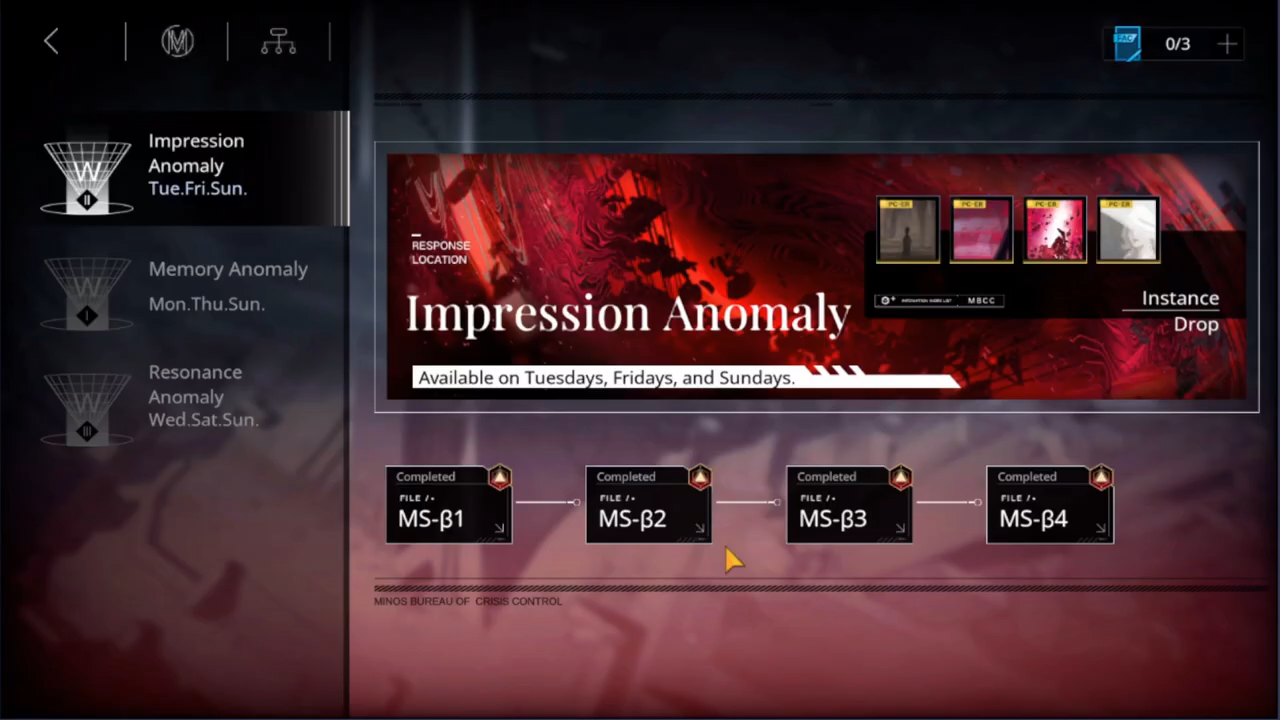 0/3
Impression
Anomaly
Tue.Fri.Sun.
W
II
Memory Anomaly
Mon.Thu.Sun.
W
I
Resonance
Anomaly
Wed.Sat.Sun.
W
III
PC-ER PC-ER PC-ER PC-ER
RESPONSE
LOCATION
Impression Anomaly
MBCC
Instance
Drop
Available on Tuesdays, Fridays, and Sundays.
Completed Completed Completed Completed
FILE /• FILE /• FILE /• FILE /•
MS-β1 MS-β2 MS-β3 MS-β4
MINOS BUREAU OF CRISIS CONTROL